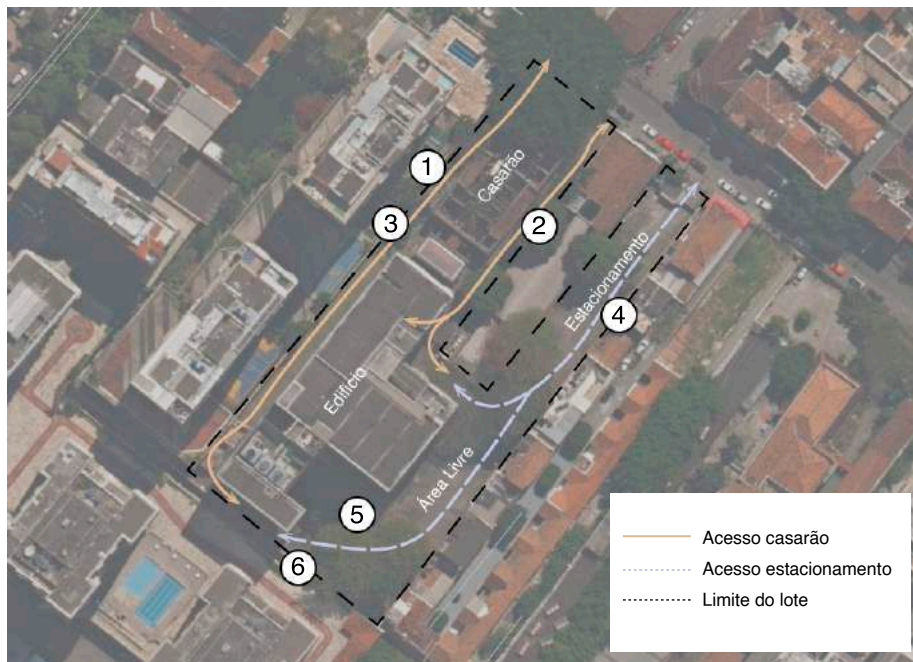 1
Casarão
3
2
Estacionamento
4
Edifício
Área Livre
5
6
Acesso casarão
Acesso estacionamento
Limite do lote